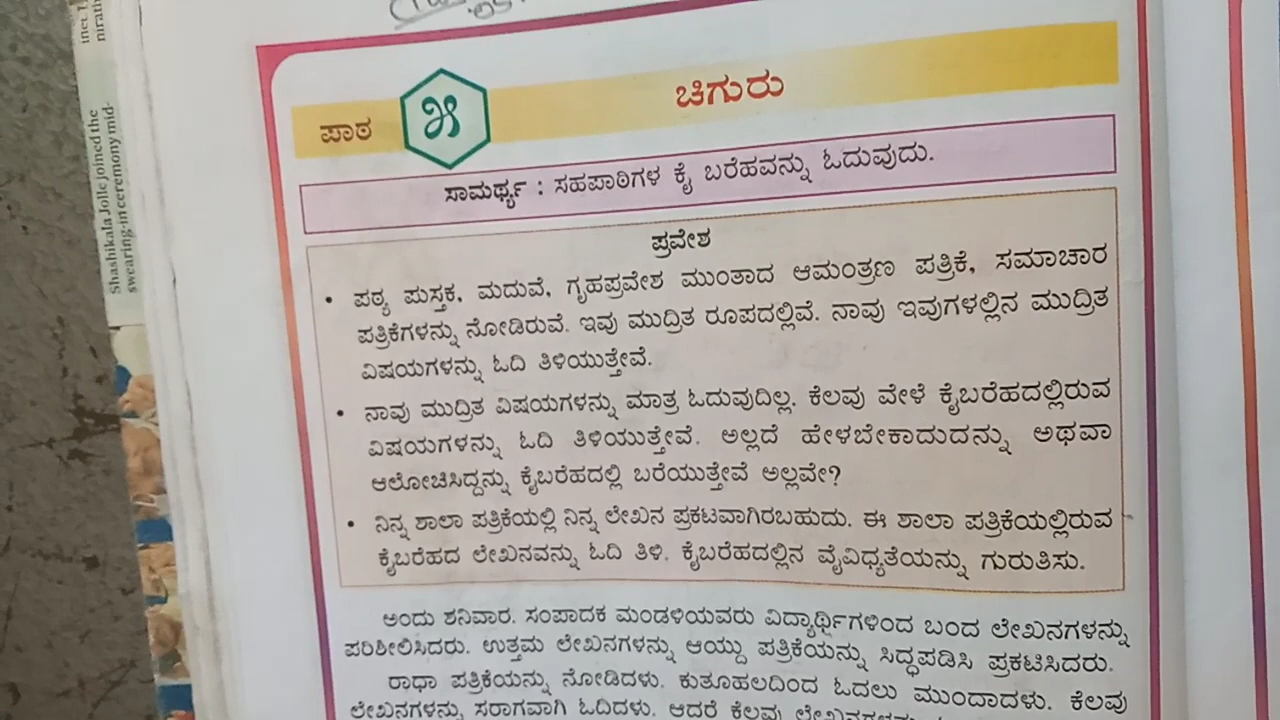 Shashikala Jolle joined the
swearing-in ceremony mid-
ಪಾಠ ೫ ಚಿಗುರು
ಸಾಮರ್ಥ್ಯ : ಸಹಪಾಠಿಗಳ ಕೈ ಬರೆಹವನ್ನು ಓದುವುದು.
ಪ್ರವೇಶ
• ಪಠ್ಯ ಪುಸ್ತಕ, ಮದುವೆ, ಗೃಹಪ್ರವೇಶ ಮುಂತಾದ ಆಮಂತ್ರಣ ಪತ್ರಿಕೆ, ಸಮಾಚಾರ
ಪತ್ರಿಕೆಗಳನ್ನು ನೋಡಿರುವೆ. ಇವು ಮುದ್ರಿತ ರೂಪದಲ್ಲಿವೆ. ನಾವು ಇವುಗಳಲ್ಲಿನ ಮುದ್ರಿತ
ವಿಷಯಗಳನ್ನು ಓದಿ ತಿಳಿಯುತ್ತೇವೆ.
• ನಾವು ಮುದ್ರಿತ ವಿಷಯಗಳನ್ನು ಮಾತ್ರ ಓದುವುದಿಲ್ಲ. ಕೆಲವು ವೇಳೆ ಕೈಬರೆಹದಲ್ಲಿರುವ
ವಿಷಯಗಳನ್ನು ಓದಿ ತಿಳಿಯುತ್ತೇವೆ. ಅಲ್ಲದೆ ಹೇಳಬೇಕಾದುದನ್ನು ಅಥವಾ
ಆಲೋಚಿಸಿದ್ದನ್ನು ಕೈಬರೆಹದಲ್ಲಿ ಬರೆಯುತ್ತೇವೆ ಅಲ್ಲವೇ?
• ನಿನ್ನ ಶಾಲಾ ಪತ್ರಿಕೆಯಲ್ಲಿ ನಿನ್ನ ಲೇಖನ ಪ್ರಕಟವಾಗಿರಬಹುದು. ಈ ಶಾಲಾ ಪತ್ರಿಕೆಯಲ್ಲಿರುವ
ಕೈಬರೆಹದ ಲೇಖನವನ್ನು ಓದಿ ತಿಳಿ. ಕೈಬರೆಹದಲ್ಲಿನ ವೈವಿಧ್ಯತೆಯನ್ನು ಗುರುತಿಸು.
ಅಂದು ಶನಿವಾರ. ಸಂಪಾದಕ ಮಂಡಳಿಯವರು ವಿದ್ಯಾರ್ಥಿಗಳಿಂದ ಬಂದ ಲೇಖನಗಳನ್ನು
ಪರಿಶೀಲಿಸಿದರು. ಉತ್ತಮ ಲೇಖನಗಳನ್ನು ಆಯ್ದು ಪತ್ರಿಕೆಯನ್ನು ಸಿದ್ಧಪಡಿಸಿ ಪ್ರಕಟಿಸಿದರು.
ರಾಧಾ ಪತ್ರಿಕೆಯನ್ನು ನೋಡಿದಳು. ಕುತೂಹಲದಿಂದ ಓದಲು ಮುಂದಾದಳು. ಕೆಲವು
ಲೇಖನಗಳನ್ನು ಸರಾಗವಾಗಿ ಓದಿದಳು. ಆದರೆ ಕೆಲವು